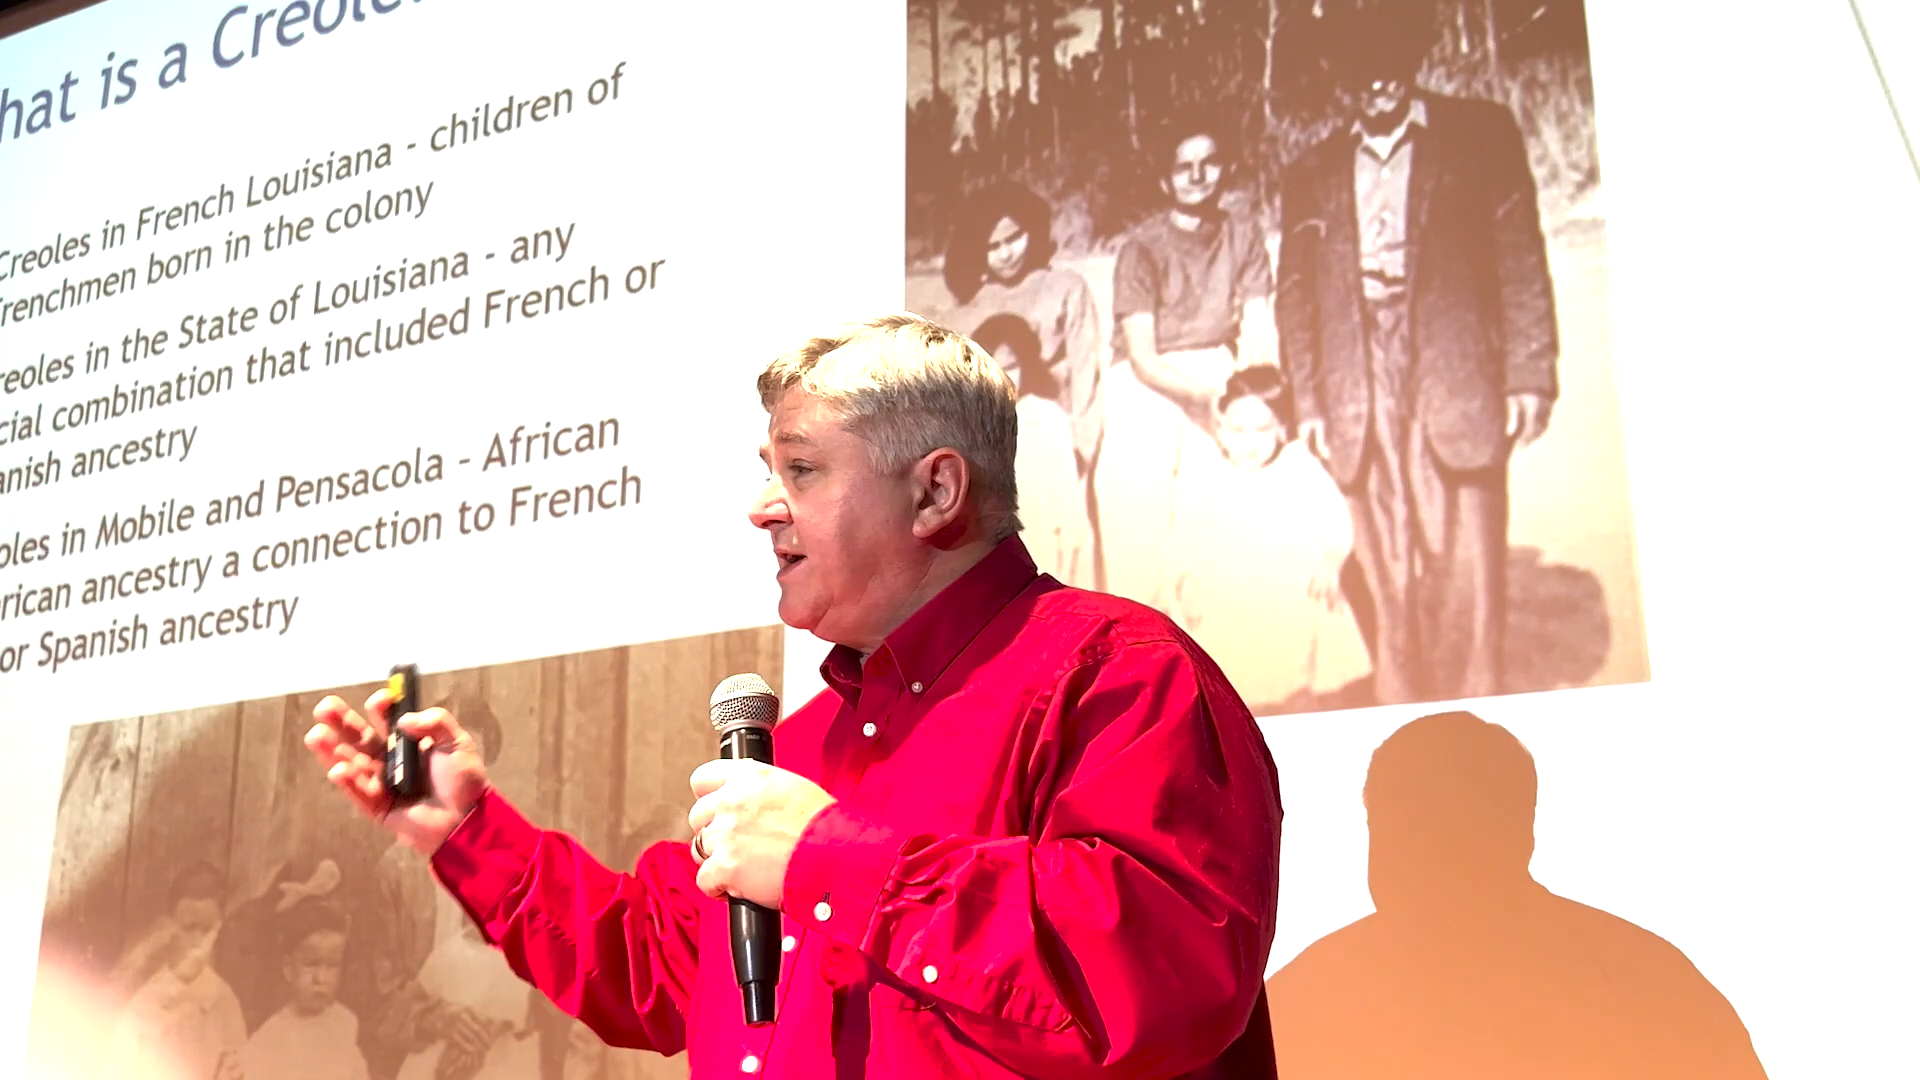 hat is a Creole
Creoles in French Louisiana - children of
renchmen born in the colony
reoles in the State of Louisiana - any
cial combination that included French or
anish ancestry
oles in Mobile and Pensacola - African
rican ancestry a connection to French
or Spanish ancestry